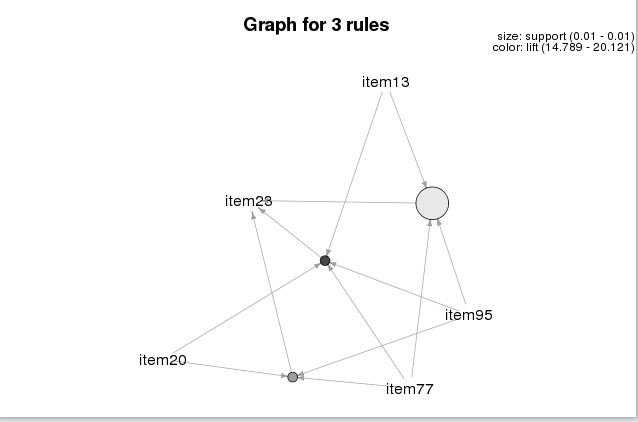 Graph for 3 rules
size: support (0.01 - 0.01)
color: lift (14.789 - 20.121)
item13
item23
item95
item20
item77